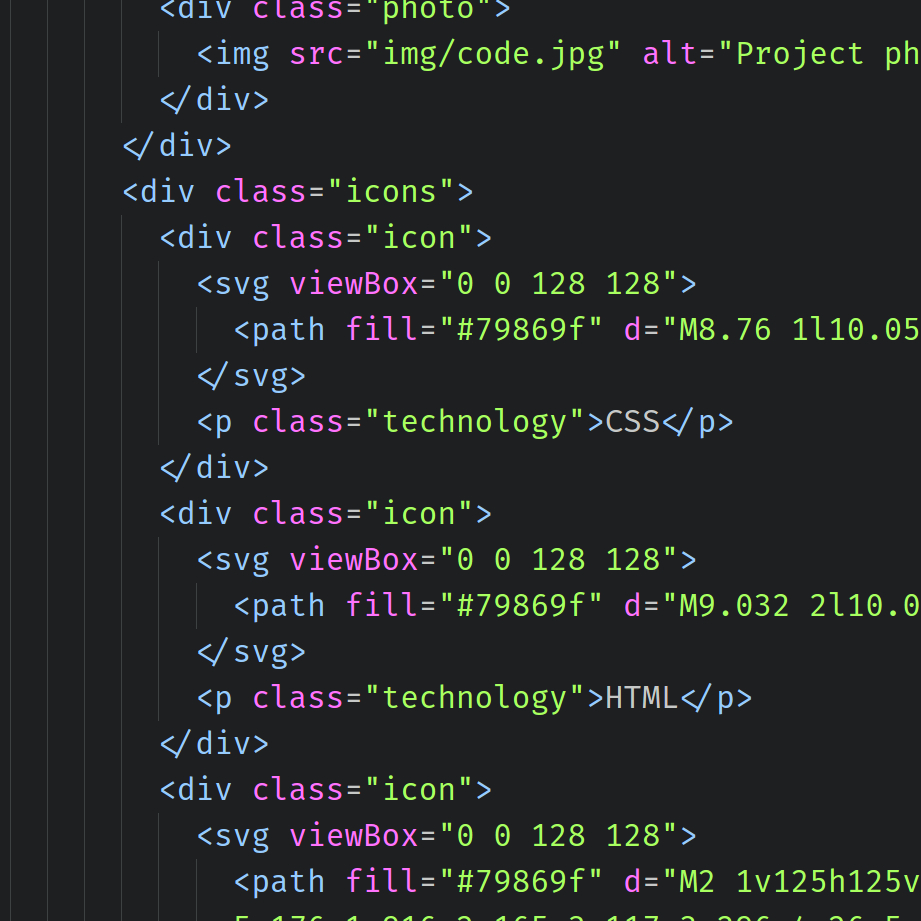 <div class="photo">
<img src="img/code.jpg" alt="Project ph
</div>
</div>
<div class="icons">
<div class="icon">
<svg viewBox="0 0 128 128">
<path fill="#79869f" d="M8.76 1l10.05
</svg>
<p class="technology">CSS</p>
</div>
<div class="icon">
<svg viewBox="0 0 128 128">
<path fill="#79869f" d="M9.032 2l10.0
</svg>
<p class="technology">HTML</p>
</div>
<div class="icon">
<svg viewBox="0 0 128 128">
<path fill="#79869f" d="M2 1v125h125v